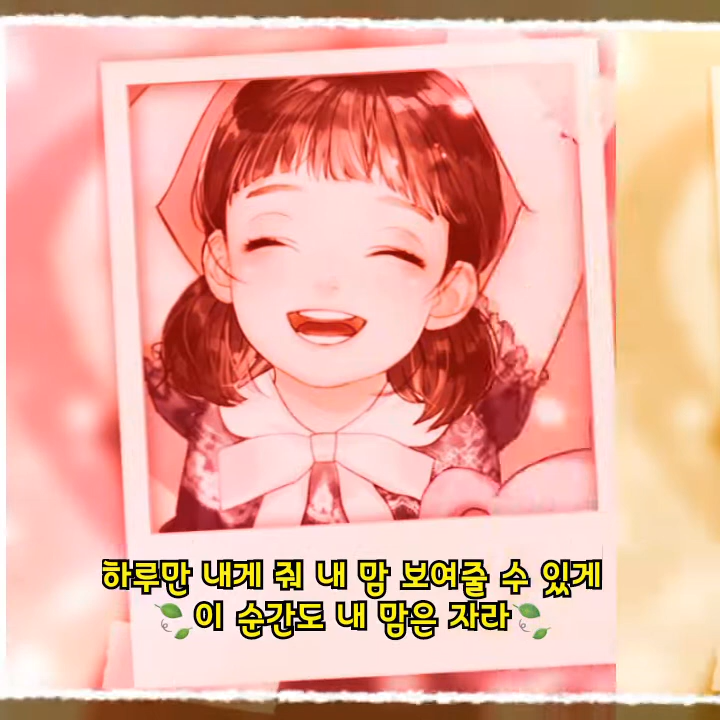 하루만 내게 줘 내 맘 보여줄 수 있게
🍃 이 순간도 내 맘은 자라 🍃